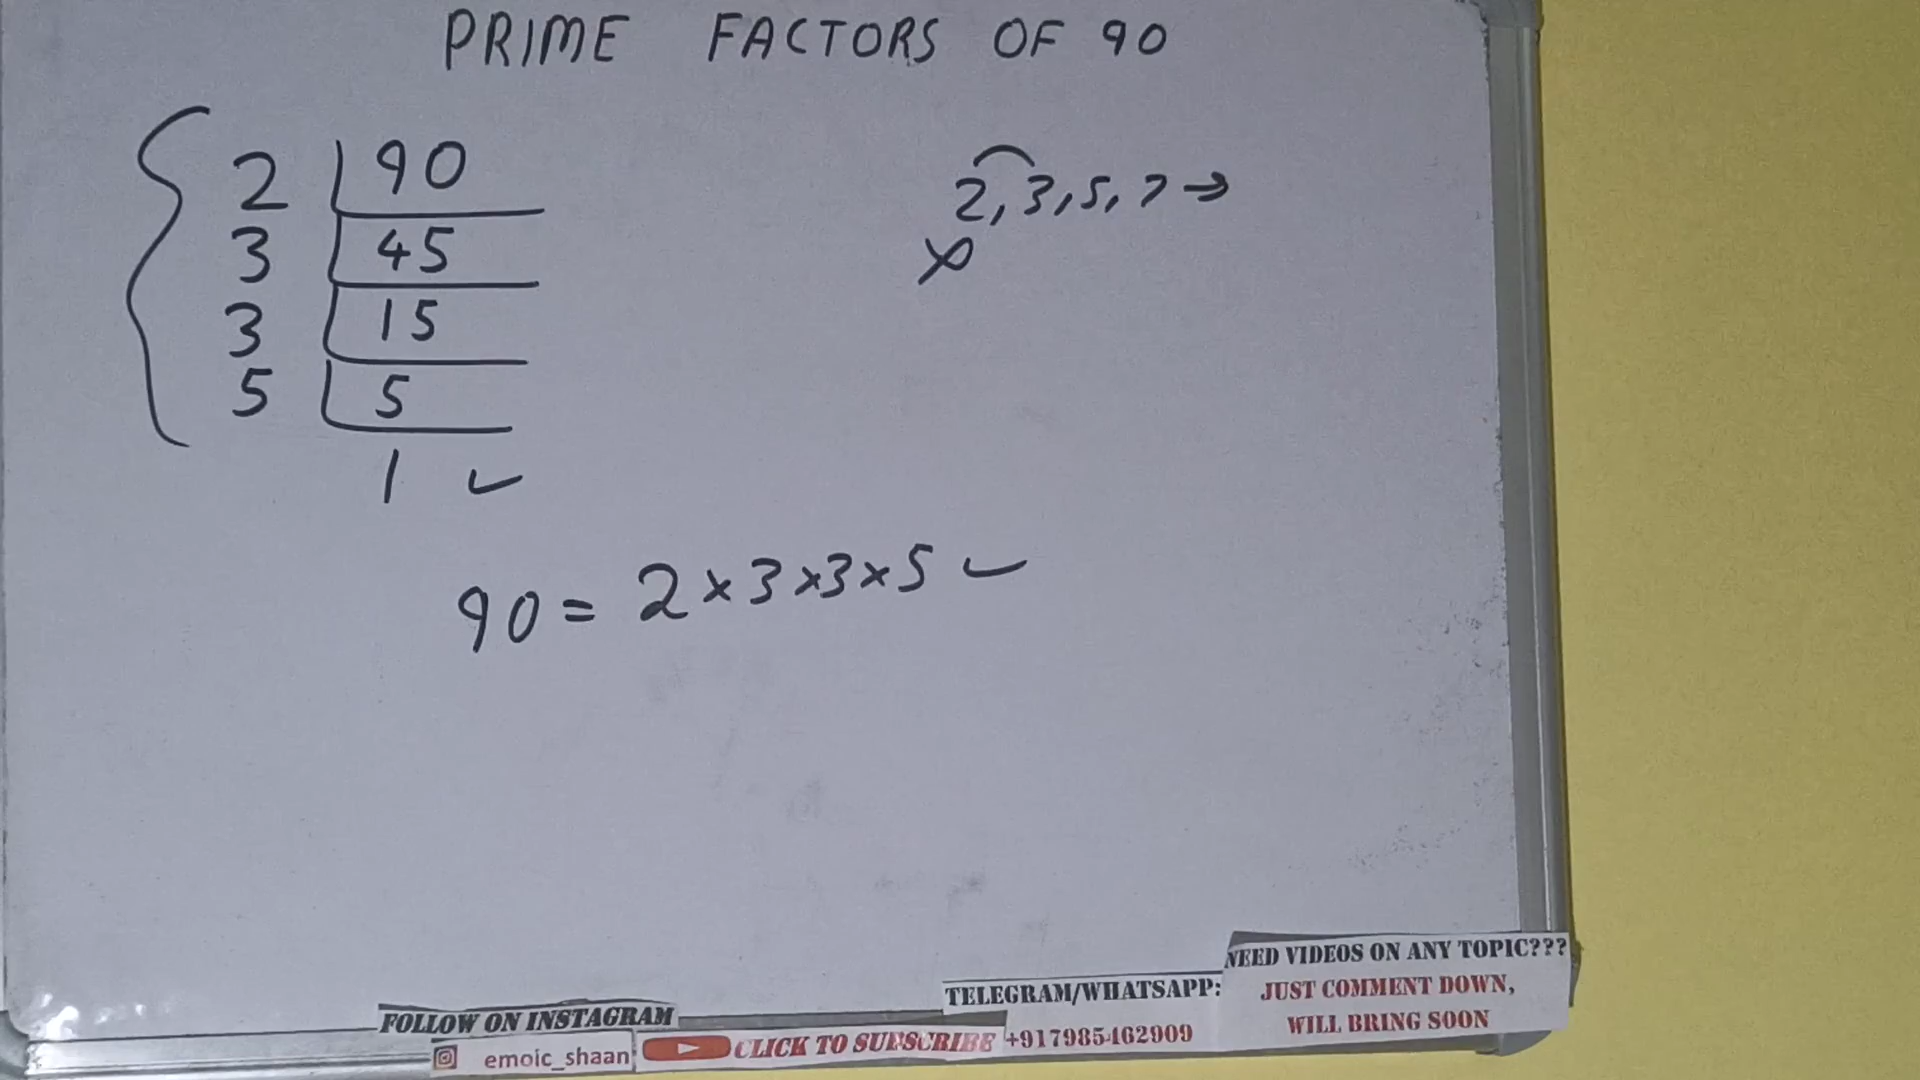 PRIME FACTORS OF 90
2 90
3 45
3 15
5 5
1 ✓
2, 3, 5, 7 →
90 = 2 × 3 × 3 × 5 ✓
FOLLOW ON INSTAGRAM
emoic_shaan
CLICK TO SUBSCRIBE
TELEGRAM/WHATSAPP:
+917985462909
NEED VIDEOS ON ANY TOPIC???
JUST COMMENT DOWN,
WILL BRING SOON